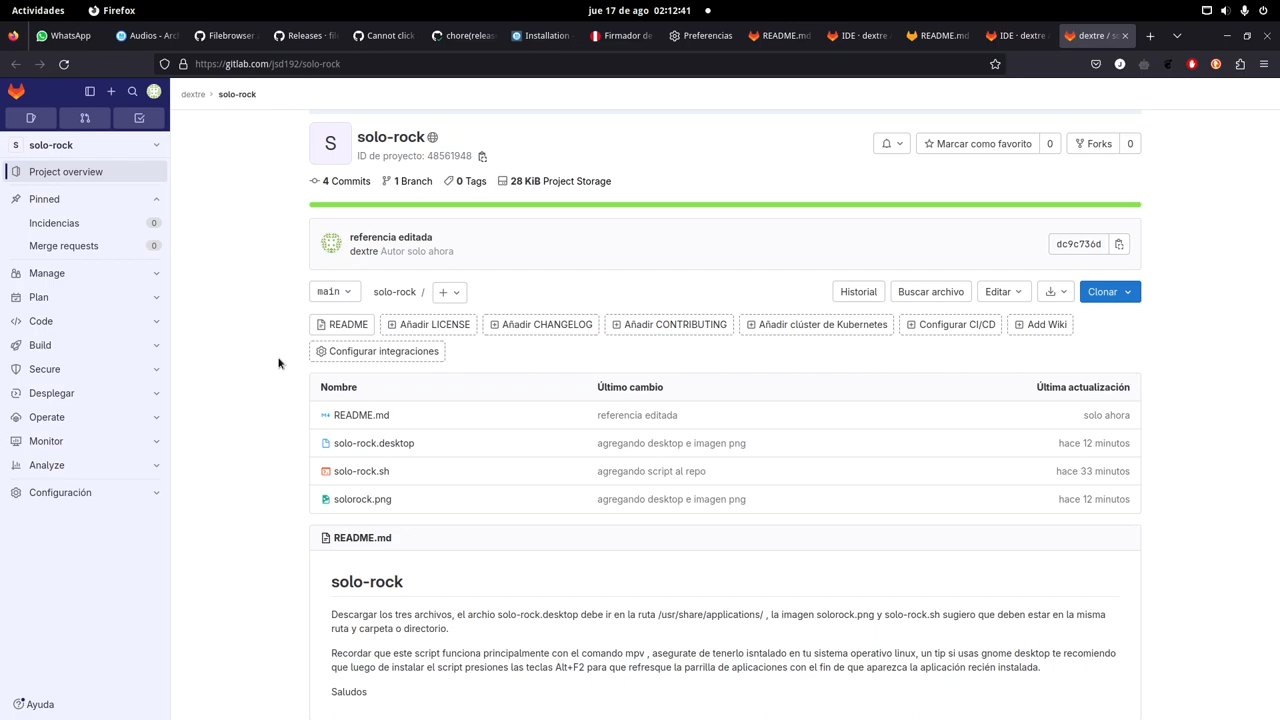 Actividades Firefox jue 17 de ago 02:12:41
WhatsApp Audios - Arc Filebrowser Releases · file Cannot click chore(releas Installation - Firmador de Preferencias README.md IDE · dextre IDE · dextre README.md IDE · dextre dextre / s
https://gitlab.com/jsd192/solo-rock
dextre › solo-rock
S solo-rock
Project overview
Pinned
Incidencias 0
Merge requests 0
Manage
Plan
Code
Build
Secure
Desplegar
Operate
Monitor
Analyze
Configuración
Ayuda
S solo-rock
ID de proyecto: 48561948
Marcar como favorito 0 Forks 0
4 Commits 1 Branch 0 Tags 28 KiB Project Storage
referencia editada
dextre Autor solo ahora
dc9c736d
main solo-rock / + Historial Buscar archivo Editar Clonar
README Añadir LICENSE Añadir CHANGELOG Añadir CONTRIBUTING Añadir clúster de Kubernetes Configurar CI/CD Add Wiki
Configurar integraciones
Nombre Último cambio Última actualización
README.md referencia editada solo ahora
solo-rock.desktop agregando desktop e imagen png hace 12 minutos
solo-rock.sh agregando script al repo hace 33 minutos
solorock.png agregando desktop e imagen png hace 12 minutos
README.md
solo-rock
Descargar los tres archivos, el archio solo-rock.desktop debe ir en la ruta /usr/share/applications/ , la imagen solorock.png y solo-rock.sh sugiero que deben estar en la misma
ruta y carpeta o directorio.
Recordar que este script funciona principalmente con el comando mpv , asegurate de tenerlo isntalado en tu sistema operativo linux, un tip si usas gnome desktop te recomiendo
que luego de instalar el script presiones las teclas Alt+F2 para que refresque la parrilla de aplicaciones con el fin de que aparezca la aplicación recién instalada.
Saludos